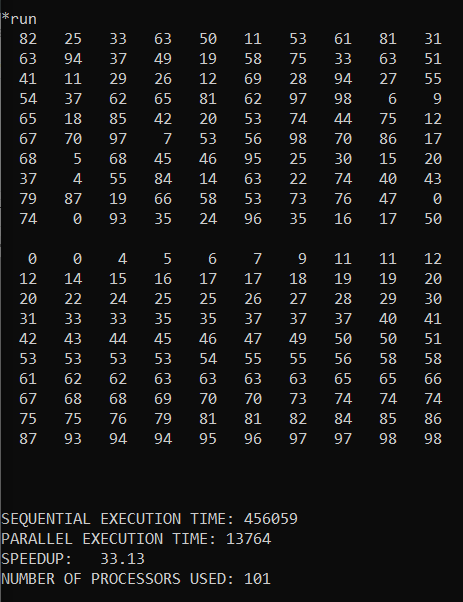 *run
82 25 33 63 50 11 53 61 81 31
63 94 37 49 19 58 75 33 63 51
41 11 29 26 12 69 28 94 27 55
54 37 62 65 81 62 97 98 6 9
65 18 85 42 20 53 74 44 75 12
67 70 97 7 53 56 98 70 86 17
68 5 68 45 46 95 25 30 15 20
37 4 55 84 14 63 22 74 40 43
79 87 19 66 58 53 73 76 47 0
74 0 93 35 24 96 35 16 17 50
0 0 4 5 6 7 9 11 11 12
12 14 15 16 17 17 18 19 19 20
20 22 24 25 25 26 27 28 29 30
31 33 33 35 35 37 37 37 40 41
42 43 44 45 46 47 49 50 50 51
53 53 53 53 54 55 55 56 58 58
61 62 62 63 63 63 63 65 65 66
67 68 68 69 70 70 73 74 74 74
75 75 76 79 81 81 82 84 85 86
87 93 94 94 95 96 97 97 98 98
SEQUENTIAL EXECUTION TIME: 456059
PARALLEL EXECUTION TIME: 13764
SPEEDUP: 33.13
NUMBER OF PROCESSORS USED: 101